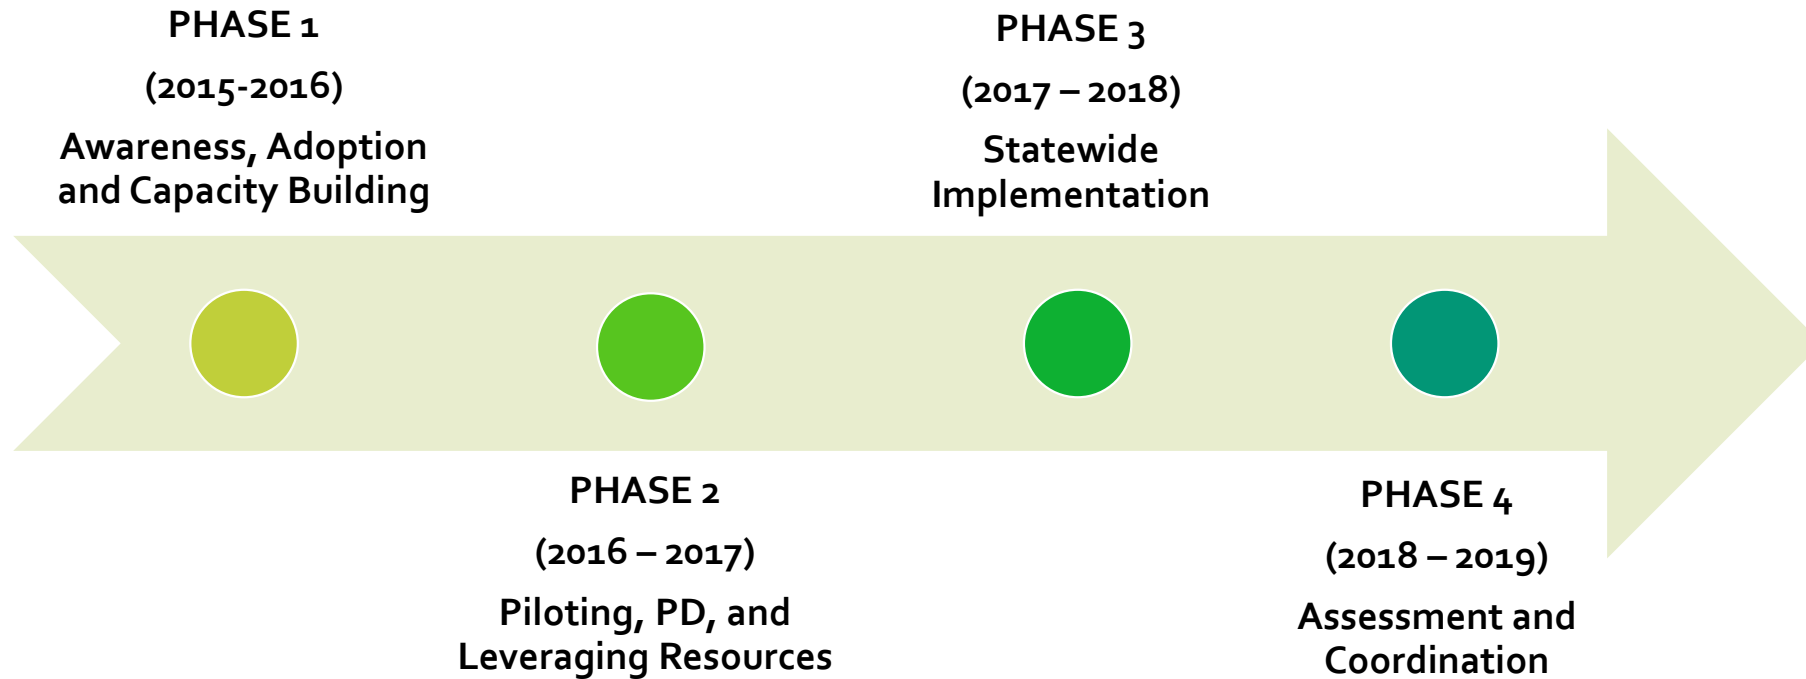 PHASE 1
(2015-2016)
Awareness, Adoption
and Capacity Building
PHASE 2
(2016 – 2017)
Piloting, PD, and
Leveraging Resources
PHASE 3
(2017 – 2018)
Statewide
Implementation
PHASE 4
(2018 – 2019)
Assessment and
Coordination